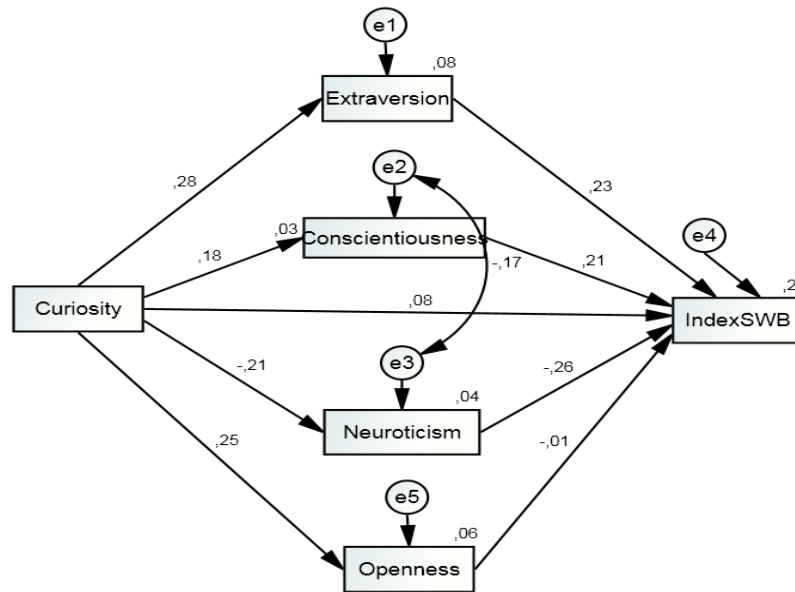 e1
,08
Extraversion
,28
e2
,23
,03
Conscientiousness
e4
,18
-,17
,21
,2
Curiosity
,08
IndexSWB
e3
-,21
,04
-,26
Neuroticism
,25
-,01
e5
,06
Openness